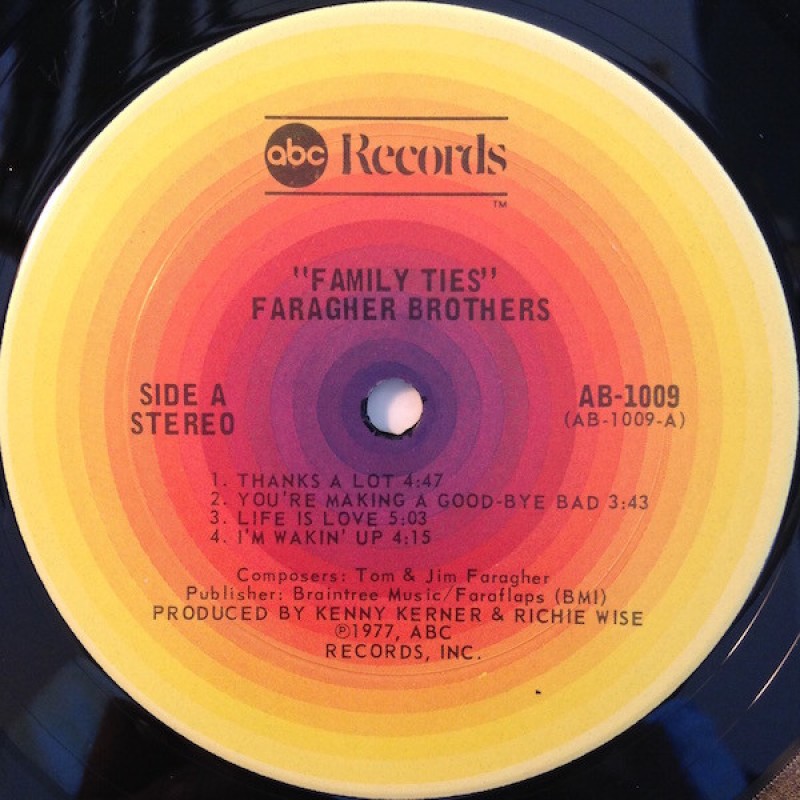 abc Records
TM
"FAMILY TIES"
FARAGHER BROTHERS
SIDE A
STEREO
AB-1009
(AB-1009-A)
1. THANKS A LOT 4:47
2. YOU'RE MAKING A GOOD-BYE BAD 3:43
3. LIFE IS LOVE 5:03
4. I'M WAKIN' UP 4:15
Composers: Tom & Jim Faragher
Publisher: Braintree Music/Faraflaps (BMI)
PRODUCED BY KENNY KERNER & RICHIE WISE
℗1977, ABC
RECORDS, INC.